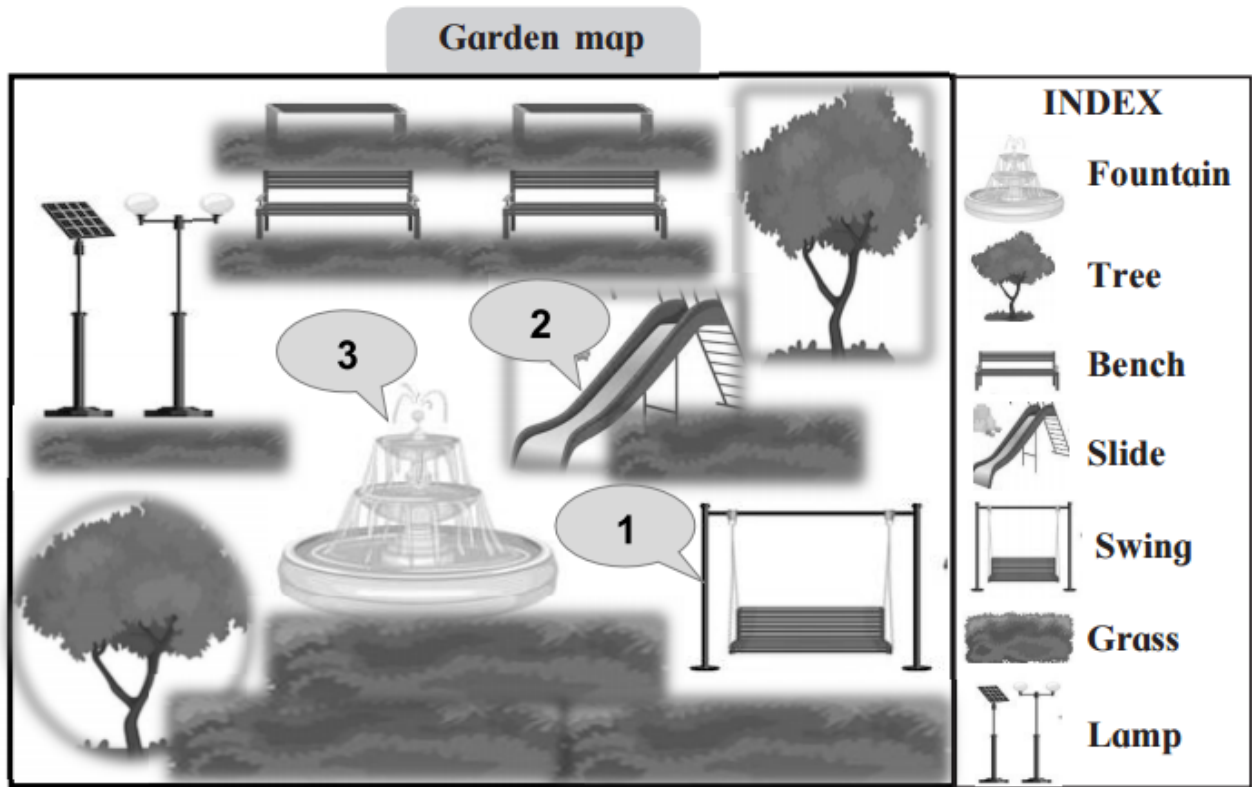 Garden map
INDEX
Fountain
Tree
Bench
2
3
Slide
1
Swing
Grass
Lamp